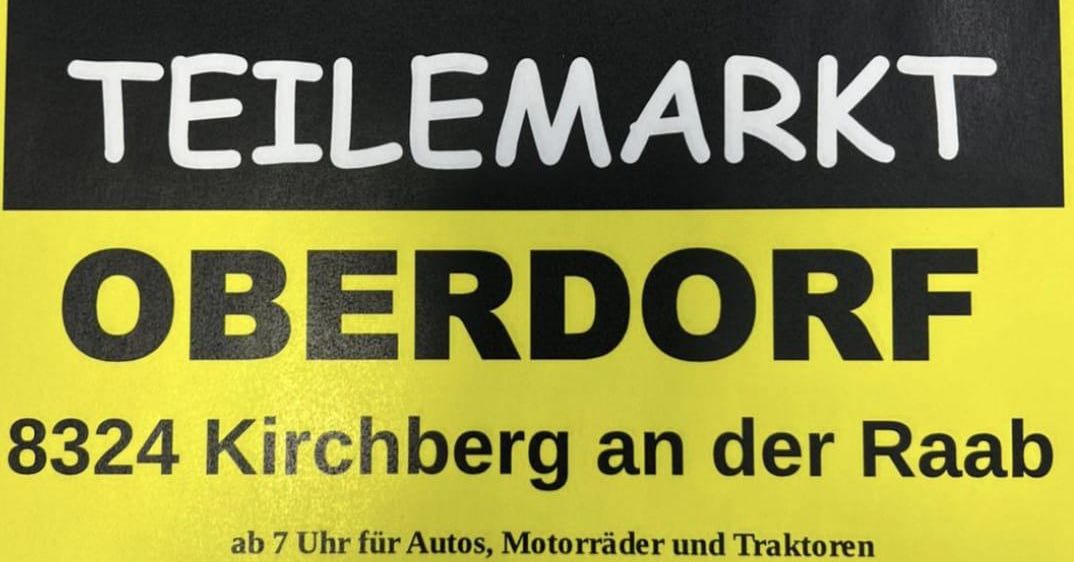 TEILEMARKT
OBERDORF
8324 Kirchberg an der Raab
ab 7 Uhr für Autos, Motorräder und Traktoren